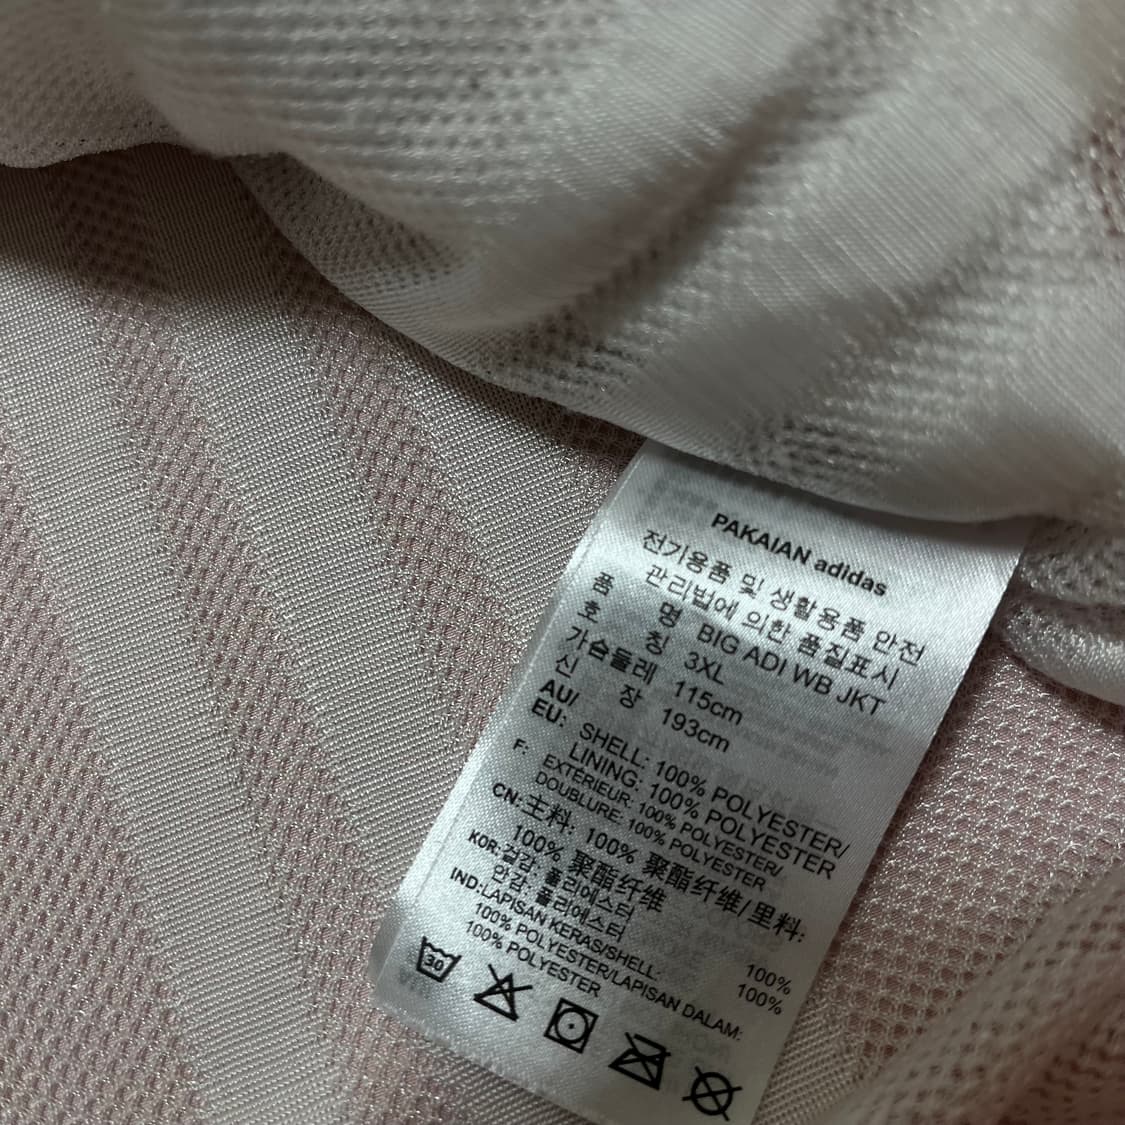 PAKAIAN adidas
전기용품 및 생활용품 안전
관리법에 의한 품질표시
품 명 BIG ADI WB JKT
호 칭 3XL
가슴둘레 115cm
신 장 193cm
AU/
EU: SHELL: 100% POLYESTER/
LINING: 100% POLYESTER
F: EXTÉRIEUR: 100% POLYESTER/
DOUBLURE: 100% POLYESTER
CN: 主料: 100% 聚酯纤维/里料:
100% 聚酯纤维
KOR: 겉감: 폴리에스터 100%
안감: 폴리에스터 100%
IND: LAPISAN KERAS/SHELL:
100% POLYESTER/LAPISAN DALAM:
100% POLYESTER
30